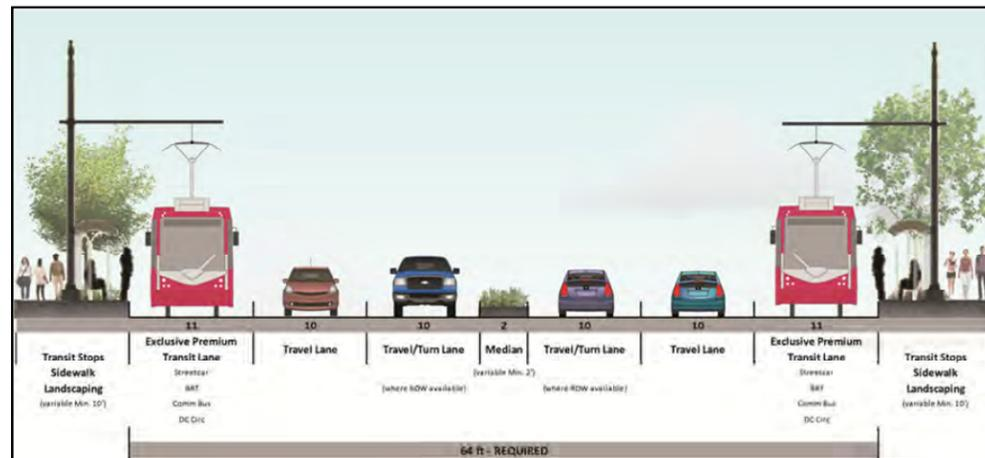 11 10 10 2 10 10 11
Transit Stops
Sidewalk
Landscaping
(variable Min. 10')
Exclusive Premium
Transit Lane
Streetcar
BRT
Comm Bus
DC Circ
Travel Lane
Travel/Turn Lane
(where ROW available)
Median
(variable Min. 2')
Travel/Turn Lane
(where ROW available)
Travel Lane
Exclusive Premium
Transit Lane
Streetcar
BRT
Comm Bus
DC Circ
Transit Stops
Sidewalk
Landscaping
(variable Min. 10')
64 ft - REQUIRED